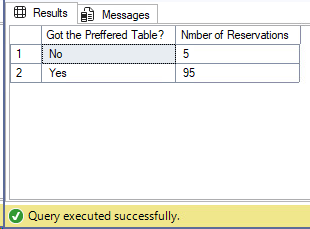 Results Messages
Got the Preffered Table? Nmber of Reservations
1 No 5
2 Yes 95
Query executed successfully.